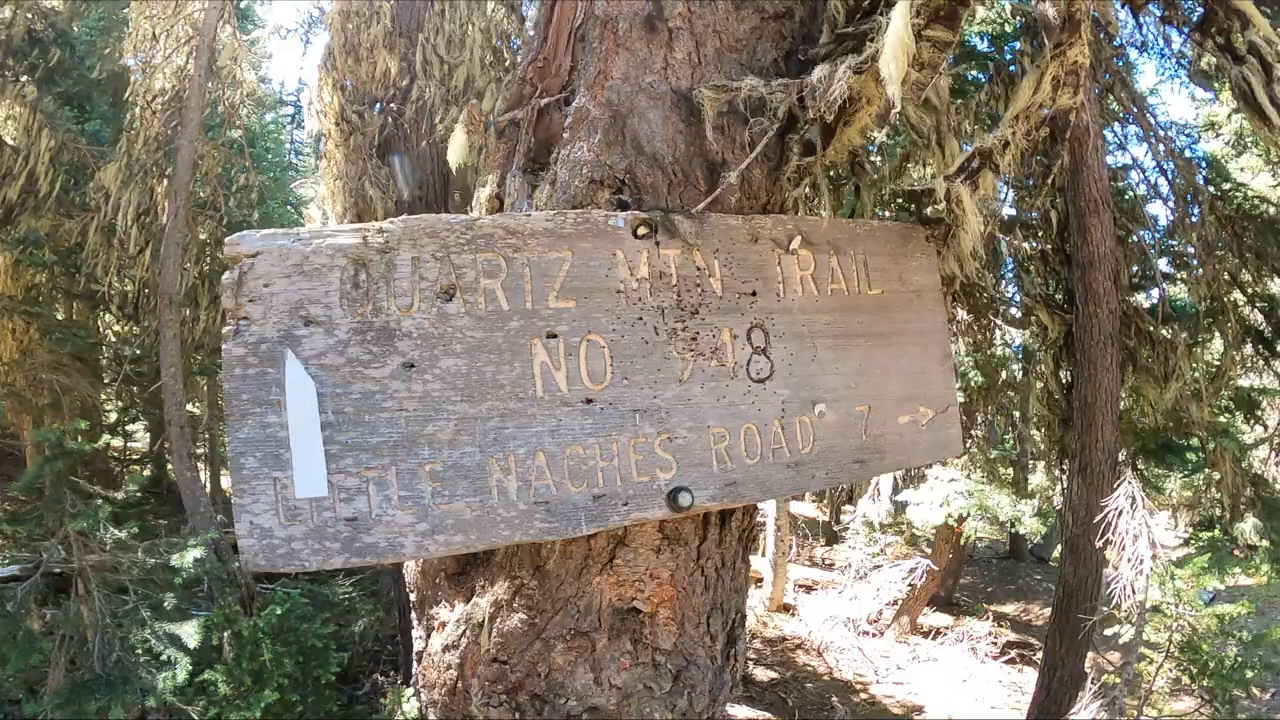 QUARTZ MTN TRAIL
NO. 948
LITTLE NACHES ROAD 7 →